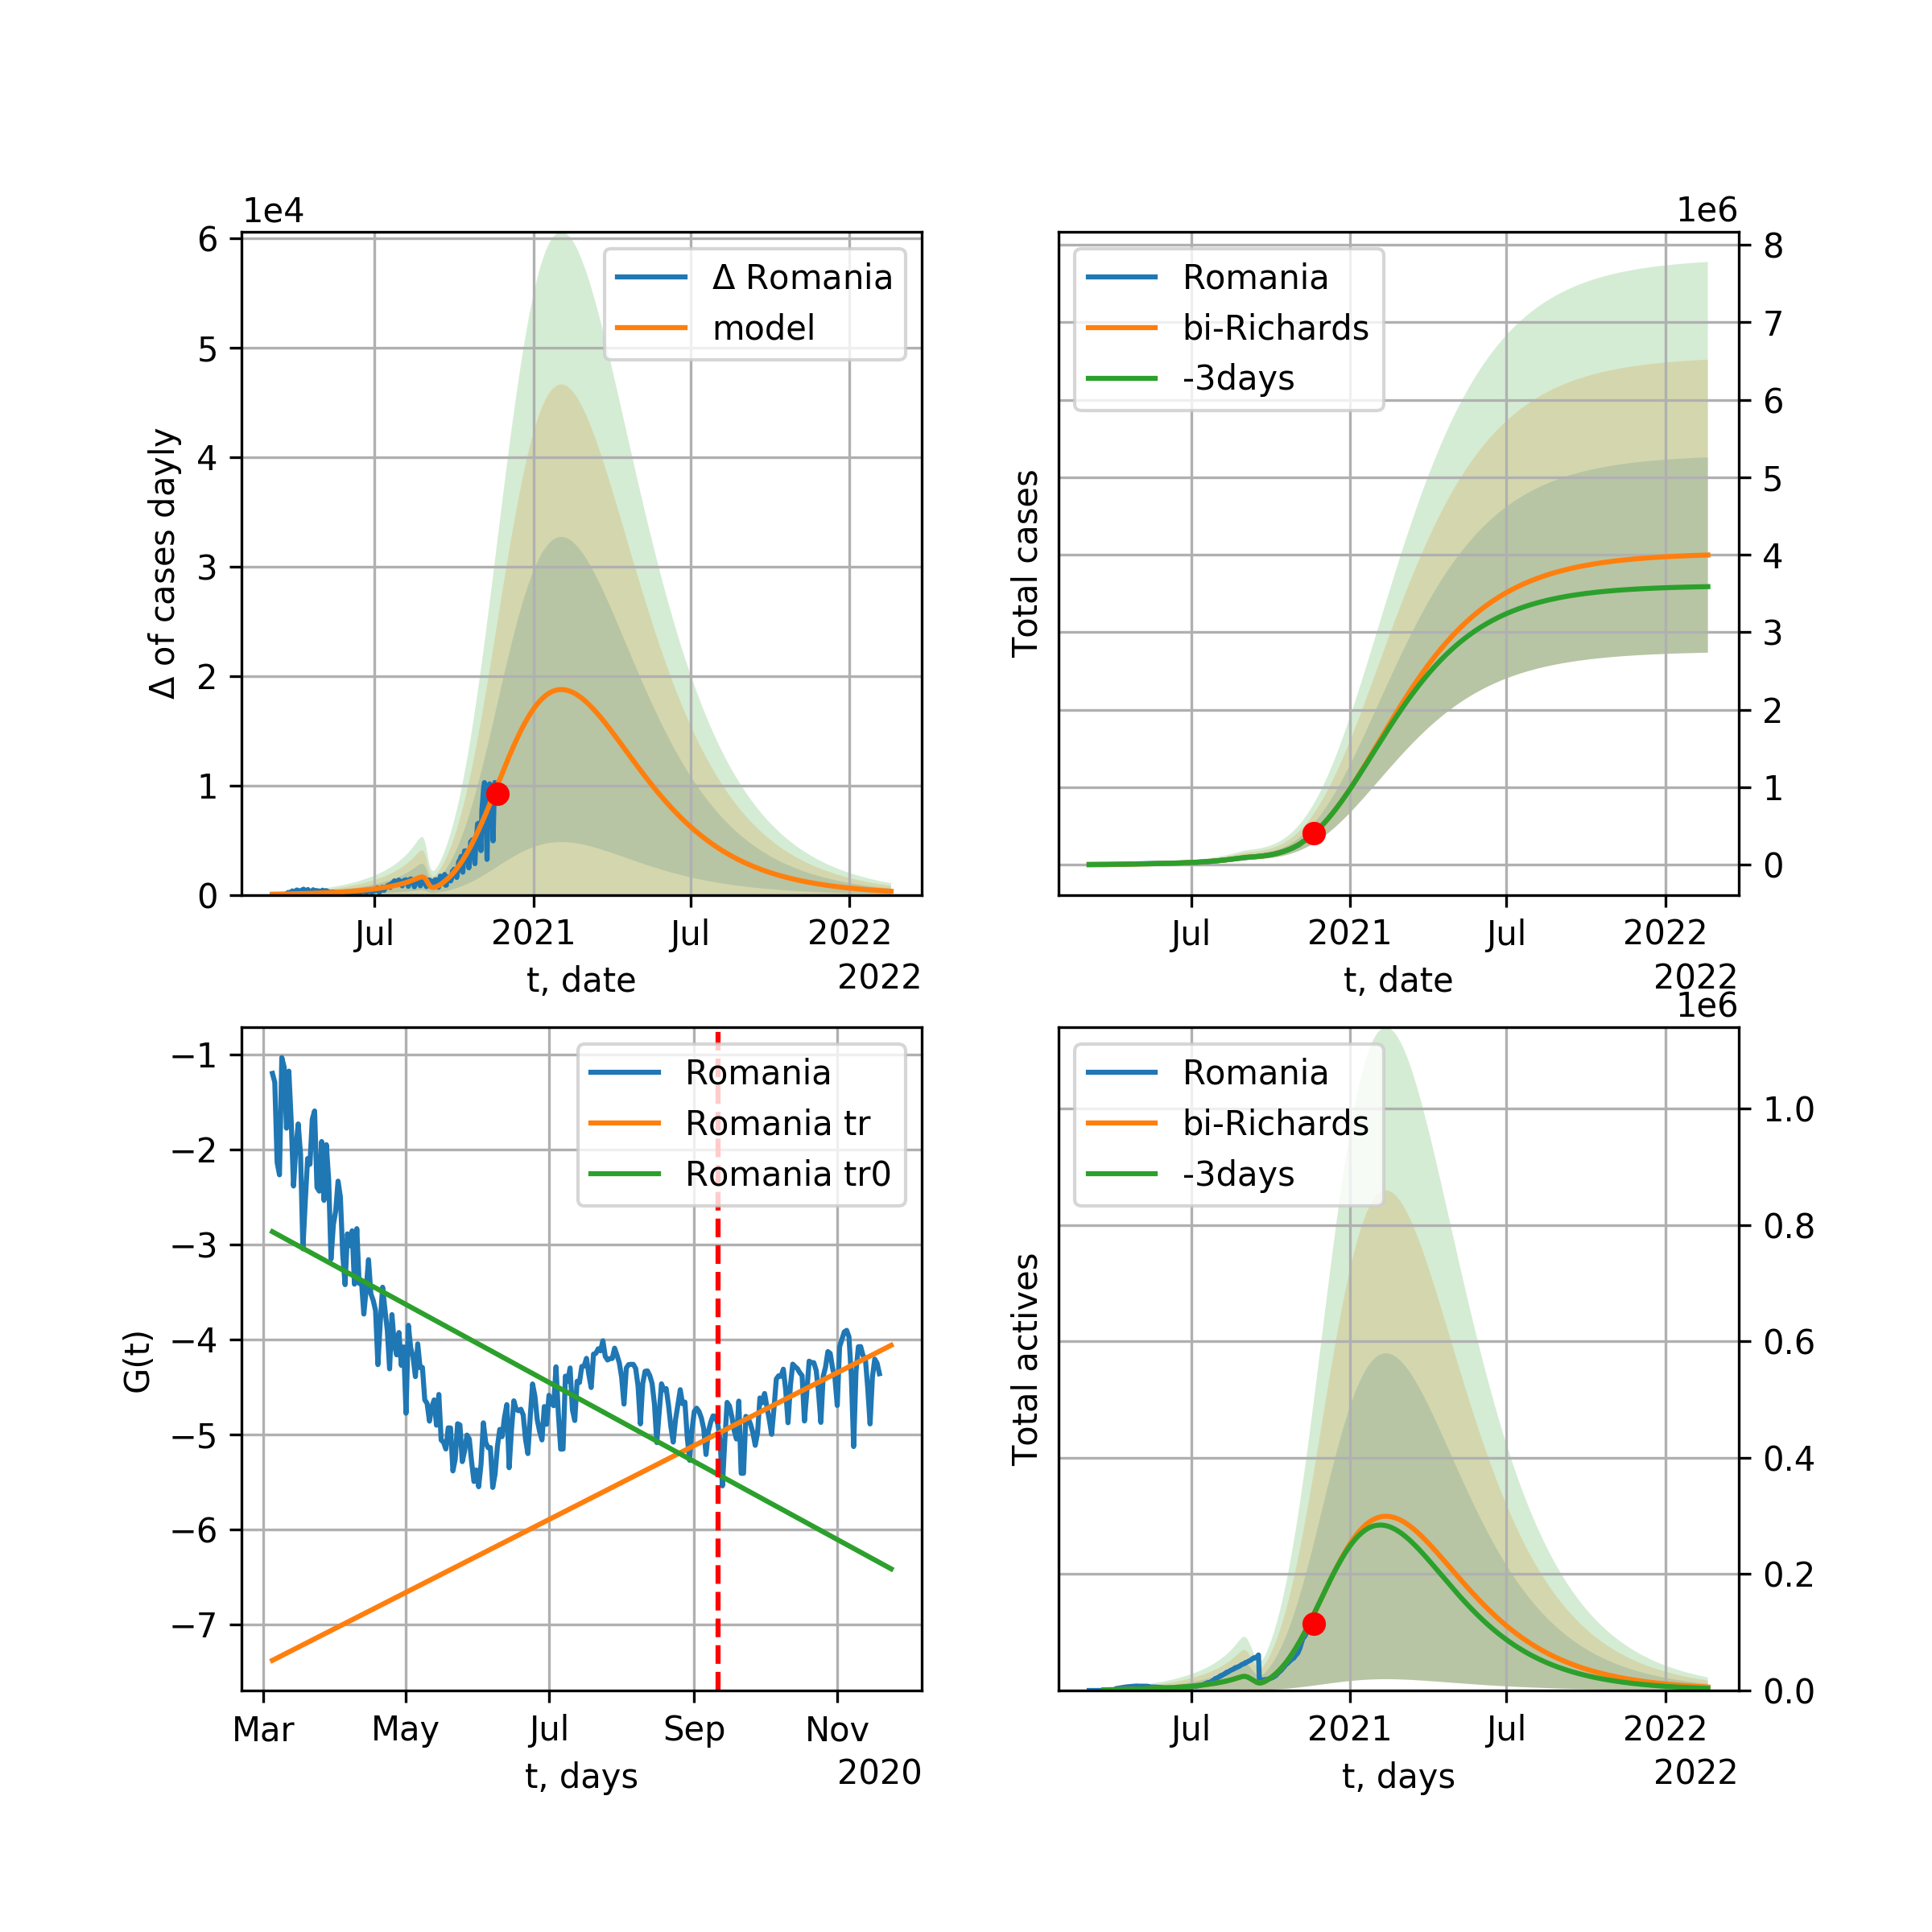 1e4
6
5
4
3
2
1
0
Δ of cases dayly
Δ Romania
model
Jul 2021 Jul 2022
t, date
2022
1e6
8
7
6
5
4
3
2
1
0
Total cases
Romania
bi-Richards
-3days
Jul 2021 Jul 2022
t, date
2022
−1
−2
−3
−4
−5
−6
−7
G(t)
Romania
Romania tr
Romania tr0
Mar May Jul Sep Nov
t, days
2020
1e6
1.0
0.8
0.6
0.4
0.2
0.0
Total actives
Romania
bi-Richards
-3days
Jul 2021 Jul 2022
t, days
2022